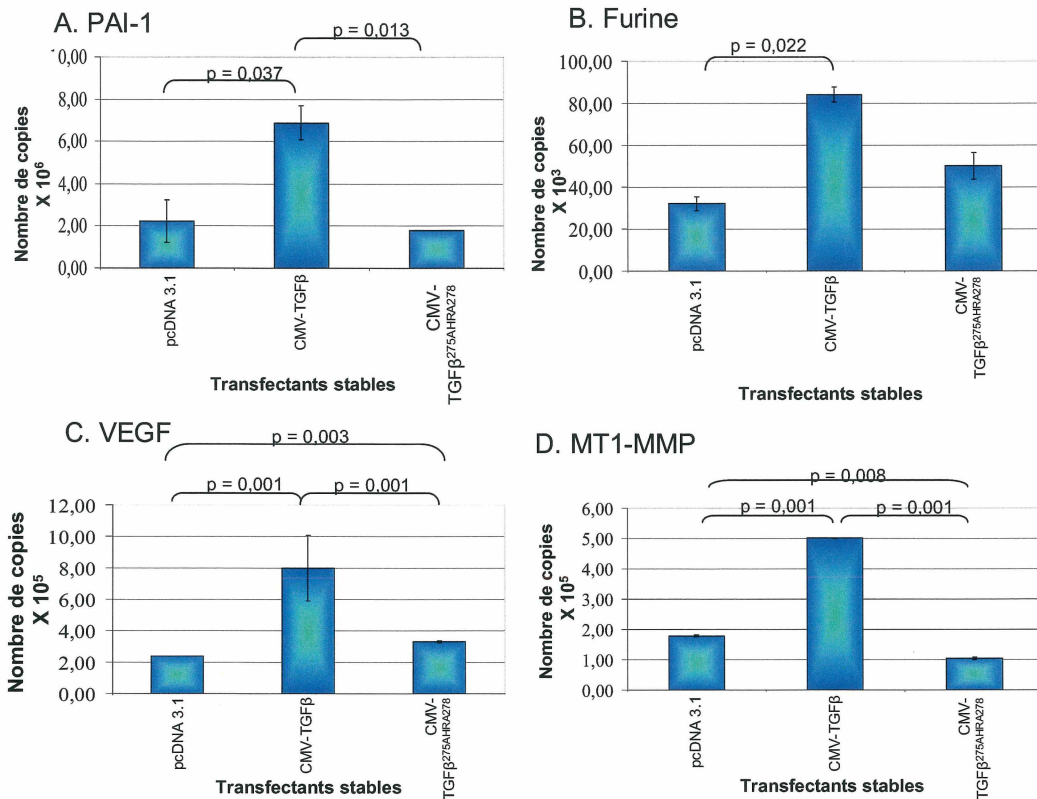 A. PAI-1
p = 0,013
p = 0,037
Nombre de copies
X 10⁶
10,00
8,00
6,00
4,00
2,00
0,00
pcDNA 3.1
CMV-TGFβ
CMV-
TGFβ275AHRA278
Transfectants stables
B. Furine
p = 0,022
Nombre de copies
X 10³
100,00
80,00
60,00
40,00
20,00
0,00
pcDNA 3.1
CMV-TGFβ
CMV-
TGFβ275AHRA278
Transfectants stables
C. VEGF
p = 0,003
p = 0,001
p = 0,001
Nombre de copies
X 10⁵
12,00
10,00
8,00
6,00
4,00
2,00
0,00
pcDNA 3.1
CMV-TGFβ
CMV-
TGFβ275AHRA278
Transfectants stables
D. MT1-MMP
p = 0,008
p = 0,001
p = 0,001
Nombre de copies
X 10⁵
6,00
5,00
4,00
3,00
2,00
1,00
0,00
pcDNA 3.1
CMV-TGFβ
CMV-
TGFβ275AHRA278
Transfectants stables